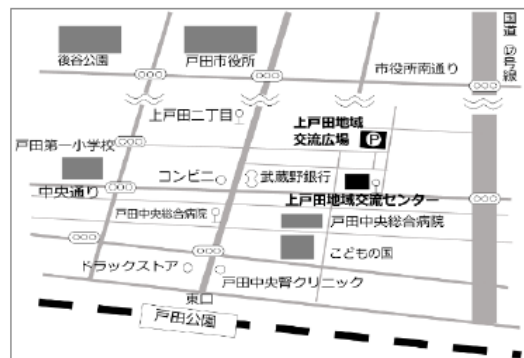 国道⑰号線
後谷公園
戸田市役所
市役所南通り
上戸田二丁目
上戸田地域
交流広場
P
戸田第一小学校
コンビニ
武蔵野銀行
中央通り
上戸田地域交流センター
戸田中央総合病院
戸田中央総合病院
こどもの国
ドラックストア
戸田中央腎クリニック
東口
戸田公園